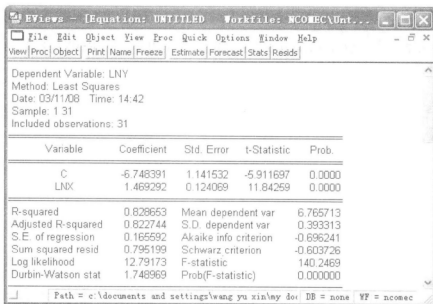 EViews - [Equation: UNTITLED Workfile: NCOMEC\Unt...
File Edit Object View Proc Quick Options Window Help
View Proc Object Print Name Freeze Estimate Forecast Stats Resids
Dependent Variable: LNY
Method: Least Squares
Date: 03/11/08 Time: 14:42
Sample: 1 31
Included observations: 31
Variable Coefficient Std. Error t-Statistic Prob.
C -6.748391 1.141532 -5.911697 0.0000
LNX 1.469292 0.124069 11.84259 0.0000
R-squared 0.828653 Mean dependent var 6.765713
Adjusted R-squared 0.822744 S.D. dependent var 0.393313
S.E. of regression 0.165592 Akaike info criterion -0.696241
Sum squared resid 0.795199 Schwarz criterion -0.603726
Log likelihood 12.79173 F-statistic 140.2469
Durbin-Watson stat 1.748969 Prob(F-statistic) 0.000000
Path = c:\documents and settings\wang yu xin\my do DB = none WF = ncomec